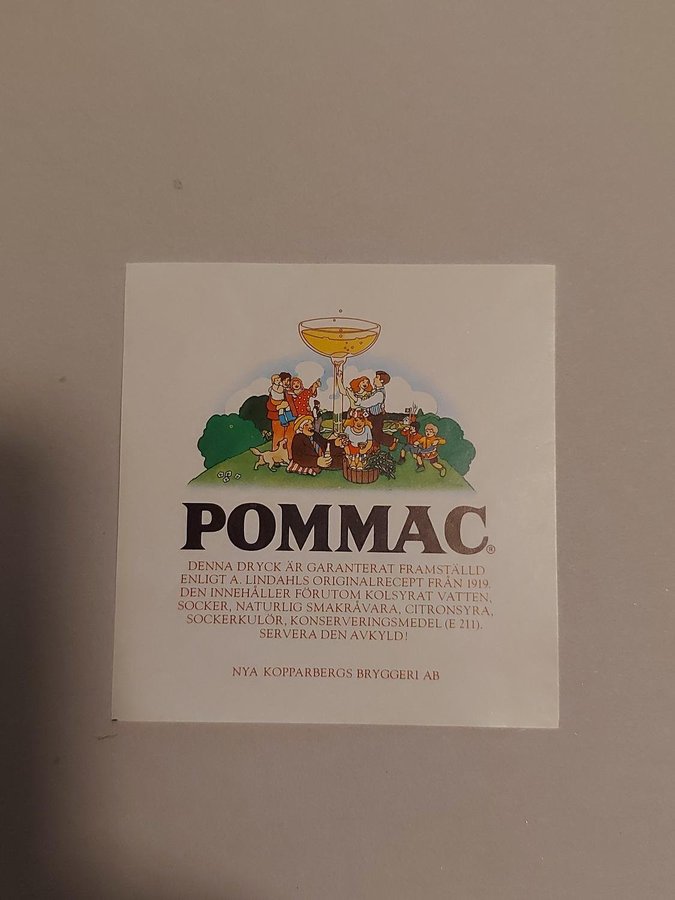 POMMAC®
DENNA DRYCK ÄR GARANTERAT FRAMSTÄLLD
ENLIGT A. LINDAHLS ORIGINALRECEPT FRÅN 1919.
DEN INNEHÅLLER FÖRUTOM KOLSYRAT VATTEN,
SOCKER, NATURLIG SMAKRÅVARA, CITRONSYRA,
SOCKERKULÖR, KONSERVERINGSMEDEL (E 211).
SERVERA DEN AVKYLD!
NYA KOPPARBERGS BRYGGERI AB